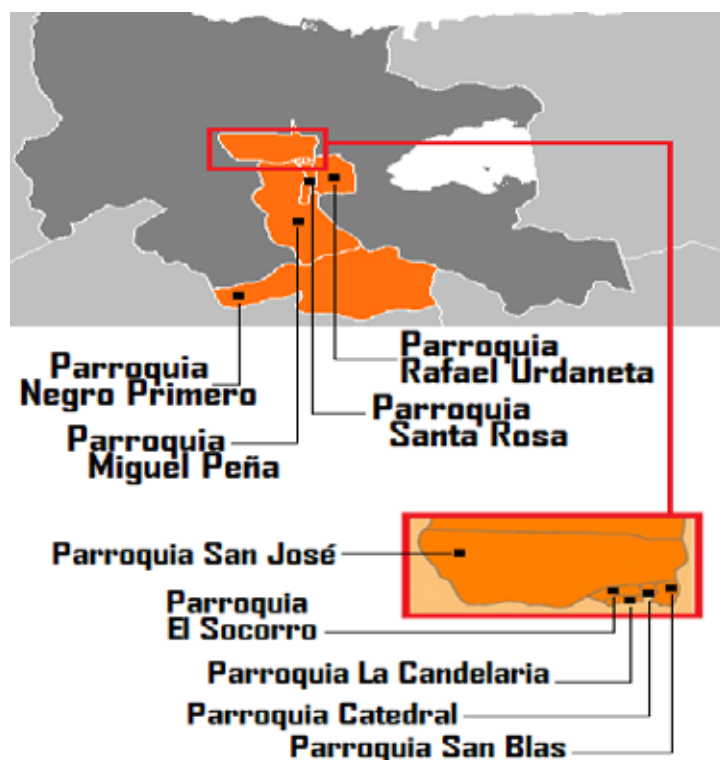 Parroquia
Rafael Urdaneta
Parroquia
Negro Primero
Parroquia
Santa Rosa
Parroquia
Miguel Peña
Parroquia San José
Parroquia
El Socorro
Parroquia La Candelaria
Parroquia Catedral
Parroquia San Blas